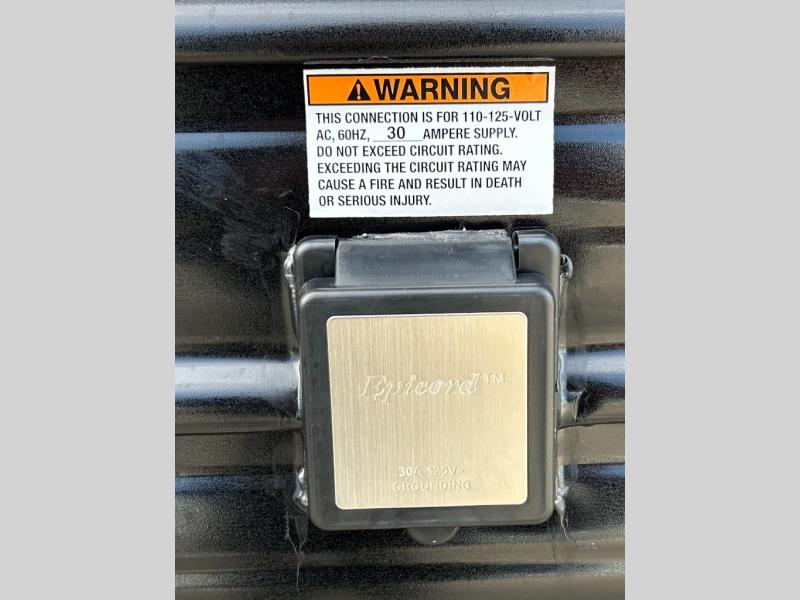 WARNING
THIS CONNECTION IS FOR 110-125-VOLT
AC, 60HZ, 30 AMPERE SUPPLY.
DO NOT EXCEED CIRCUIT RATING.
EXCEEDING THE CIRCUIT RATING MAY
CAUSE A FIRE AND RESULT IN DEATH
OR SERIOUS INJURY.
Epicord™
30A 125V~
GROUNDING